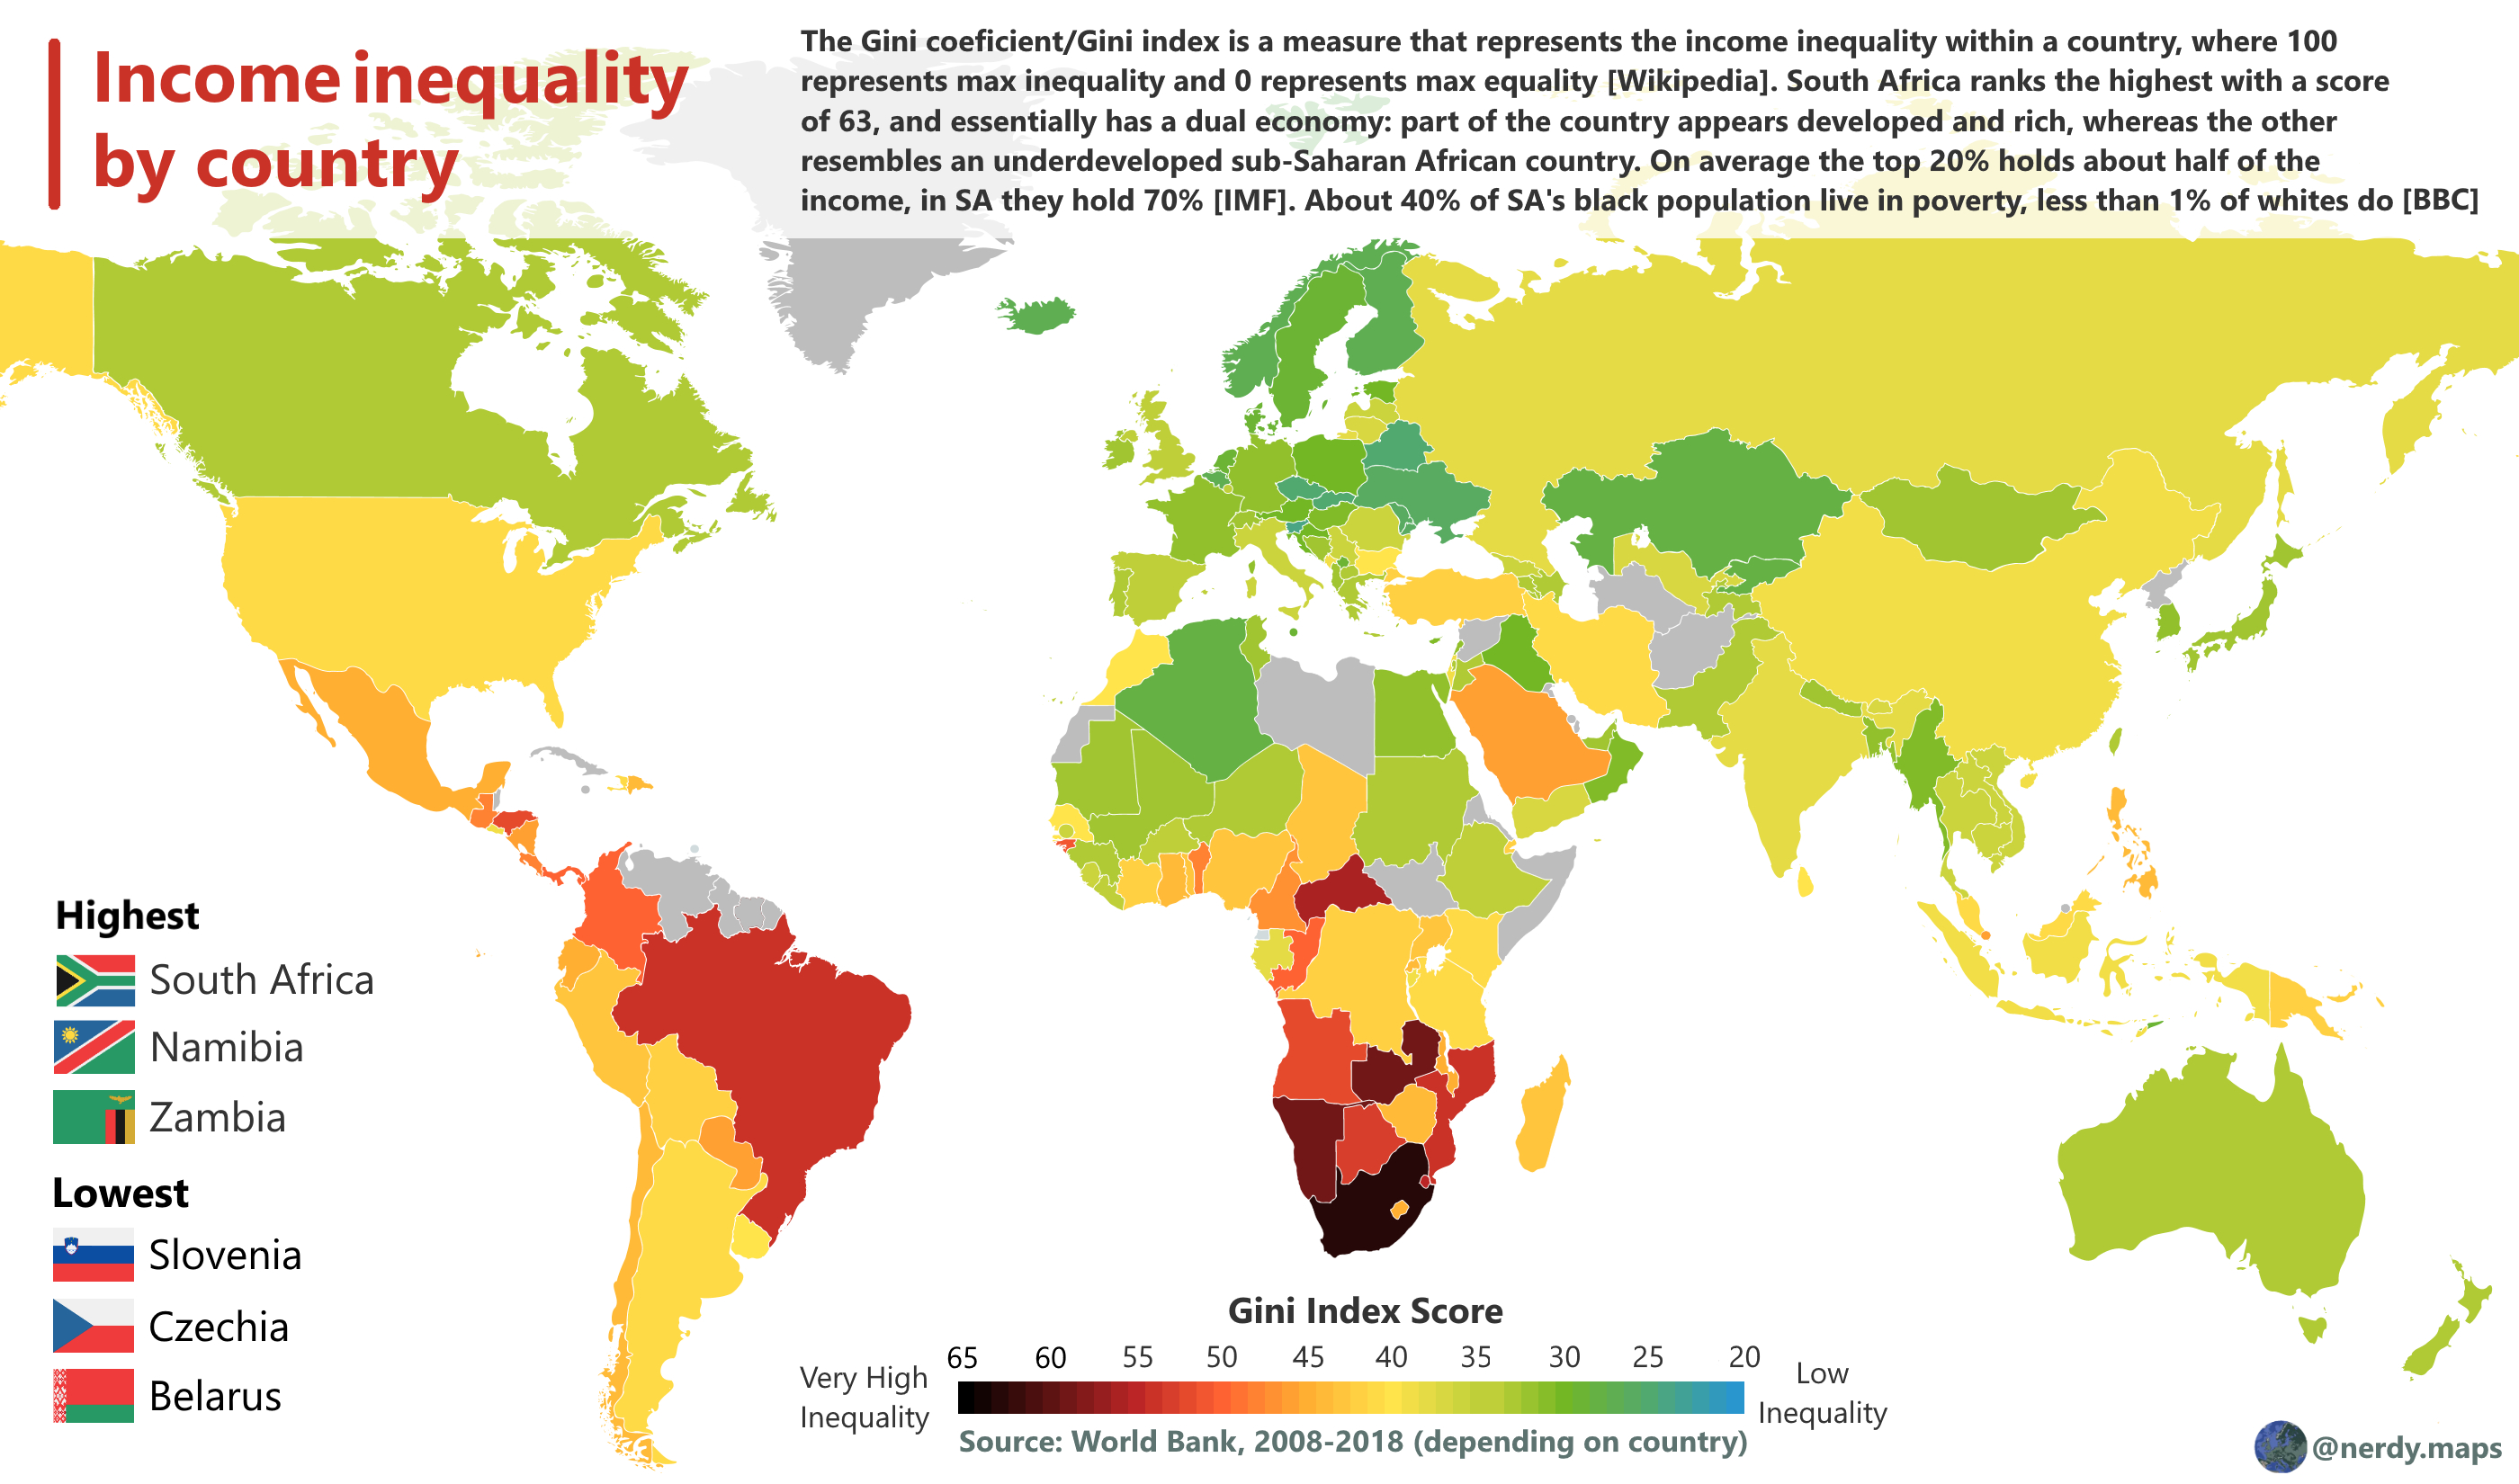 Income inequality
by country
The Gini coeficient/Gini index is a measure that represents the income inequality within a country, where 100
represents max inequality and 0 represents max equality [Wikipedia]. South Africa ranks the highest with a score
of 63, and essentially has a dual economy: part of the country appears developed and rich, whereas the other
resembles an underdeveloped sub-Saharan African country. On average the top 20% holds about half of the
income, in SA they hold 70% [IMF]. About 40% of SA's black population live in poverty, less than 1% of whites do [BBC]
Highest
South Africa
Namibia
Zambia
Lowest
Slovenia
Czechia
Belarus
Gini Index Score
65 60 55 50 45 40 35 30 25 20
Very High
Inequality
Low
Inequality
Source: World Bank, 2008-2018 (depending on country)
@nerdy.maps